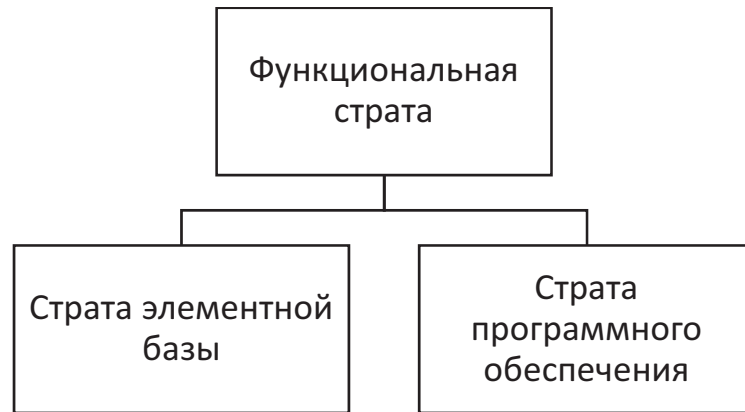 Функциональная
страта
Страта элементной
базы
Страта
программного
обеспечения